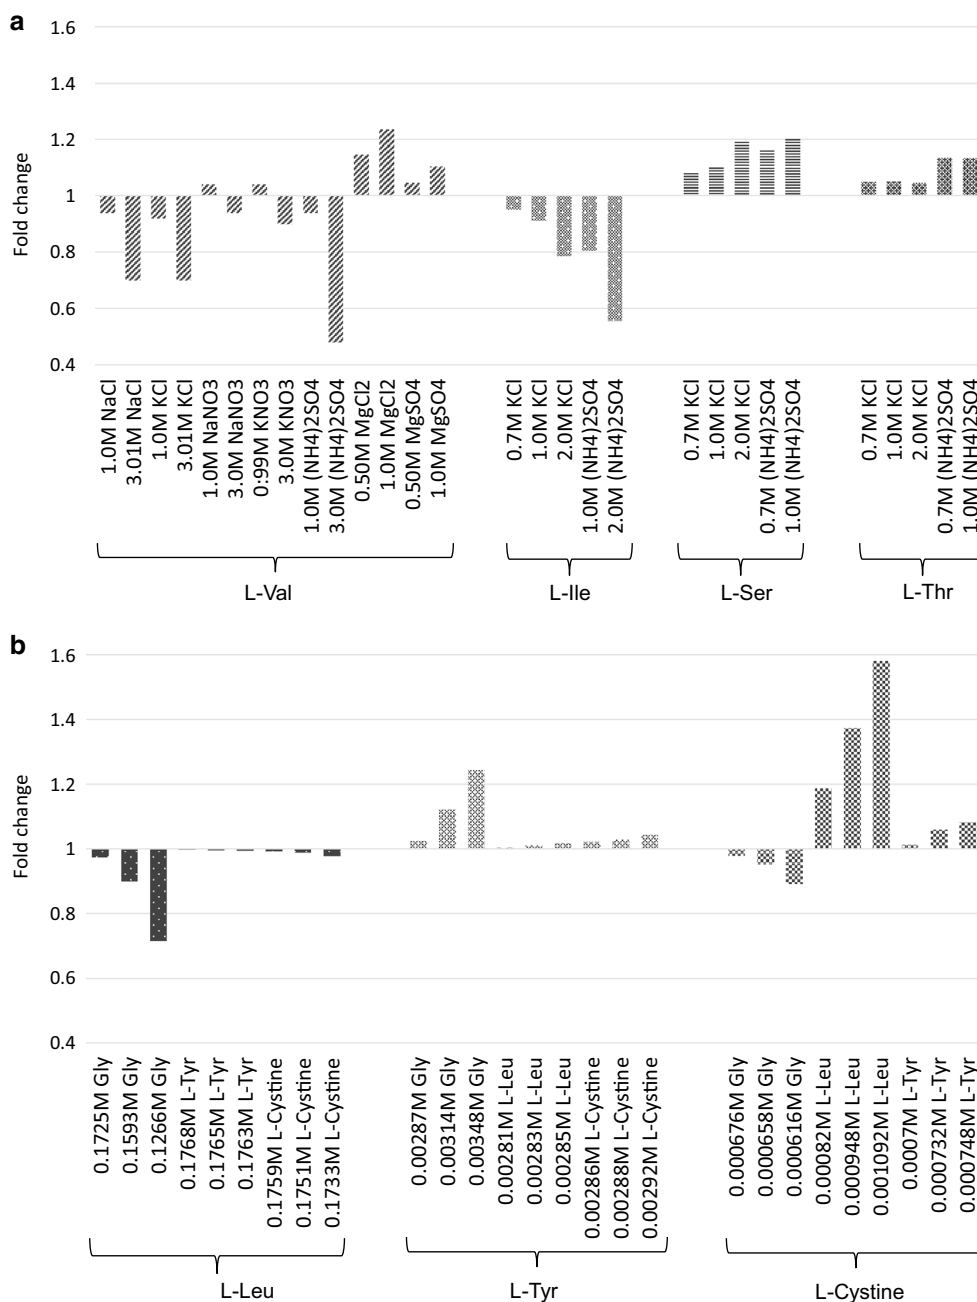 a
1.6
1.4
1.2
1
0.8
0.6
0.4
Fold change
1.0M NaCl
3.01M NaCl
1.0M KCl
3.01M KCl
1.0M NaNO3
3.0M NaNO3
0.99M KNO3
3.0M KNO3
1.0M (NH4)2SO4
3.0M (NH4)2SO4
0.50M MgCl2
1.0M MgCl2
0.50M MgSO4
1.0M MgSO4
0.7M KCl
1.0M KCl
2.0M KCl
1.0M (NH4)2SO4
2.0M (NH4)2SO4
0.7M KCl
1.0M KCl
2.0M KCl
0.7M (NH4)2SO4
1.0M (NH4)2SO4
0.7M KCl
1.0M KCl
2.0M KCl
0.7M (NH4)2SO4
1.0M (NH4)2SO4
L-Val
L-Ile
L-Ser
L-Thr
b
1.6
1.4
1.2
1
0.8
0.6
0.4
Fold change
0.1725M Gly
0.1593M Gly
0.1266M Gly
0.1768M L-Tyr
0.1765M L-Tyr
0.1763M L-Tyr
0.1759M L-Cystine
0.1751M L-Cystine
0.1733M L-Cystine
0.00287M Gly
0.00314M Gly
0.00348M Gly
0.00281M L-Leu
0.00283M L-Leu
0.00285M L-Leu
0.00286M L-Cystine
0.00288M L-Cystine
0.00292M L-Cystine
0.000676M Gly
0.000658M Gly
0.000616M Gly
0.00082M L-Leu
0.000948M L-Leu
0.001092M L-Leu
0.0007M L-Tyr
0.000732M L-Tyr
0.000748M L-Tyr
L-Leu
L-Tyr
L-Cystine